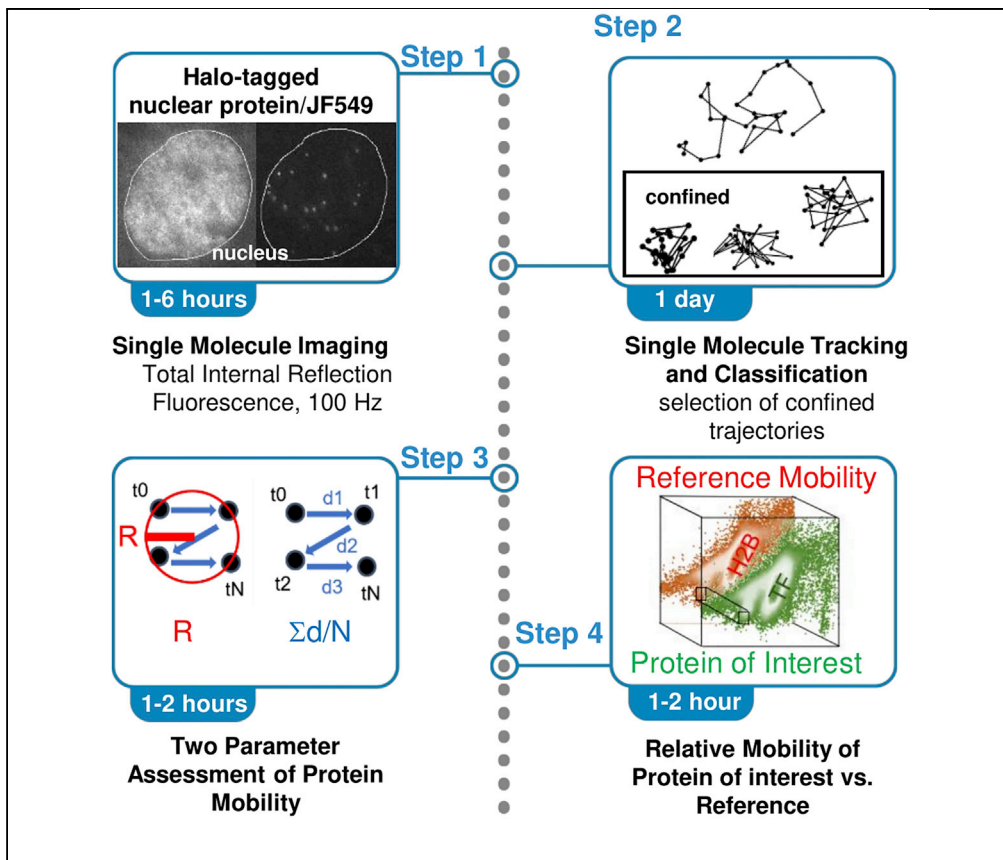 Step 1
Halo-tagged
nuclear protein/JF549
nucleus
1-6 hours
Single Molecule Imaging
Total Internal Reflection
Fluorescence, 100 Hz
Step 2
confined
1 day
Single Molecule Tracking
and Classification
selection of confined
trajectories
Step 3
t0
R
tN
R
t0
d1
t1
d2
t2
d3
tN
Σd/N
1-2 hours
Two Parameter
Assessment of Protein
Mobility
Step 4
Reference Mobility
H2B
TF
Protein of Interest
1-2 hour
Relative Mobility of
Protein of interest vs.
Reference